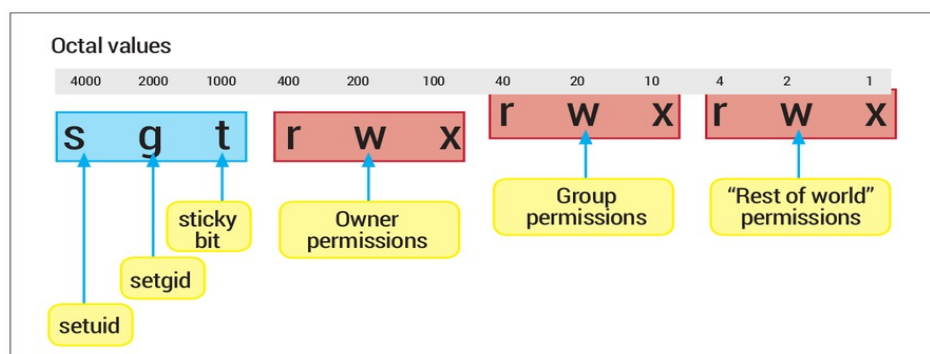 Octal values
4000 2000 1000 400 200 100 40 20 10 4 2 1
s g t r w x r w x r w x
sticky
bit
Owner
permissions
Group
permissions
“Rest of world”
permissions
setgid
setuid